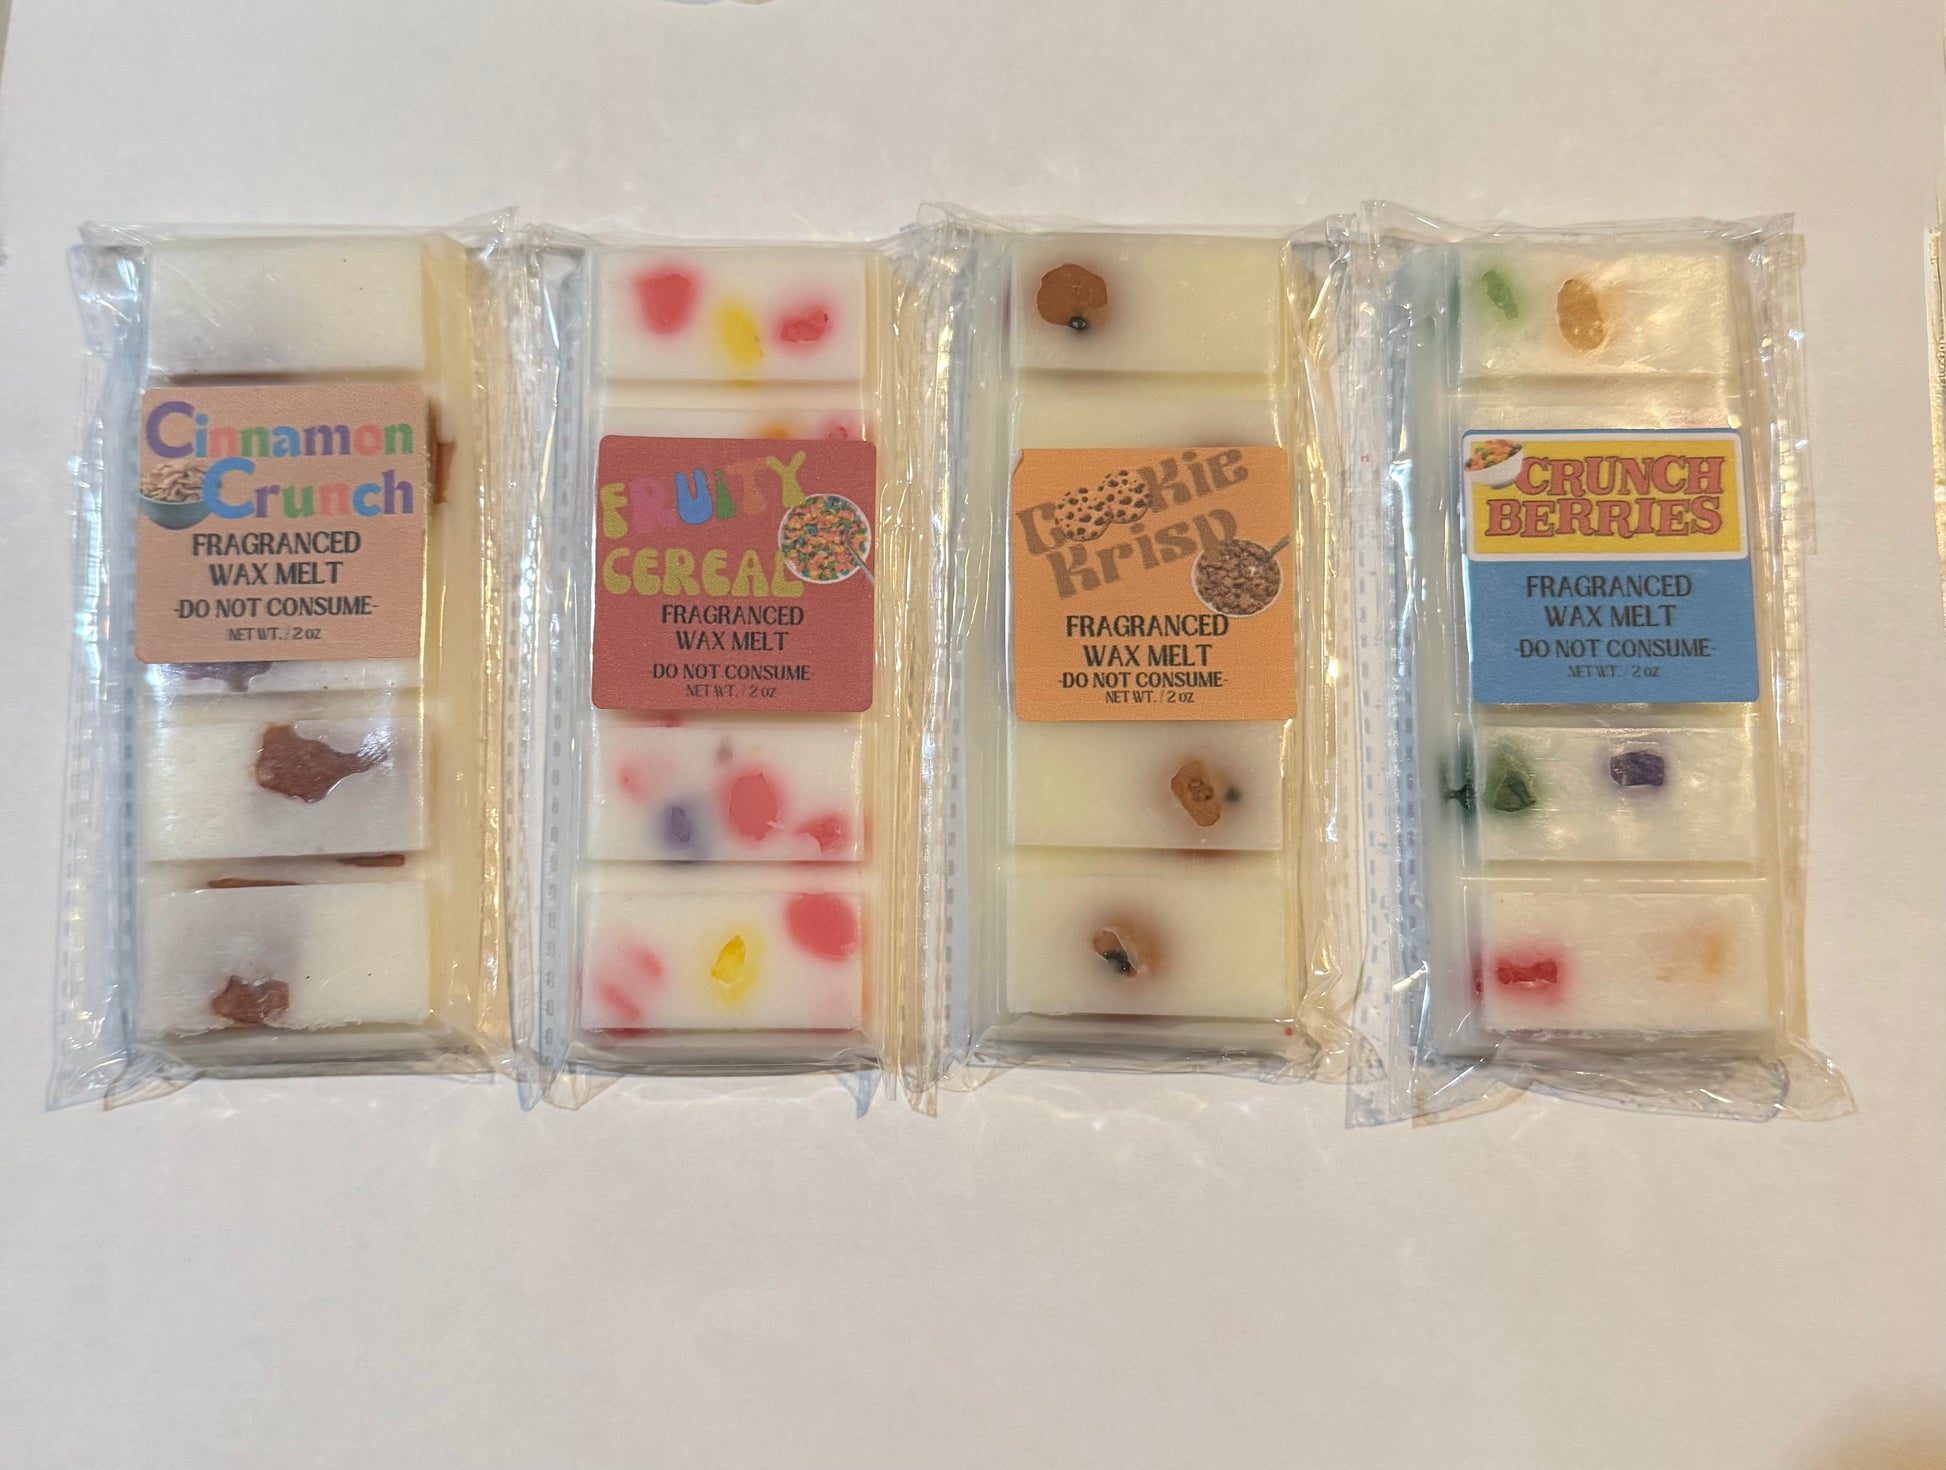 Cinnamon
Crunch
FRAGRANCED
WAX MELT
-DO NOT CONSUME-
NET WT. / 2 oz
FRUiTY
CEREAL
FRAGRANCED
WAX MELT
-DO NOT CONSUME-
NET WT. / 2 oz
Cookie
Krisp
FRAGRANCED
WAX MELT
-DO NOT CONSUME-
NET WT. / 2 oz
CRUNCH
BERRIES
FRAGRANCED
WAX MELT
-DO NOT CONSUME-
NET WT. / 2 oz